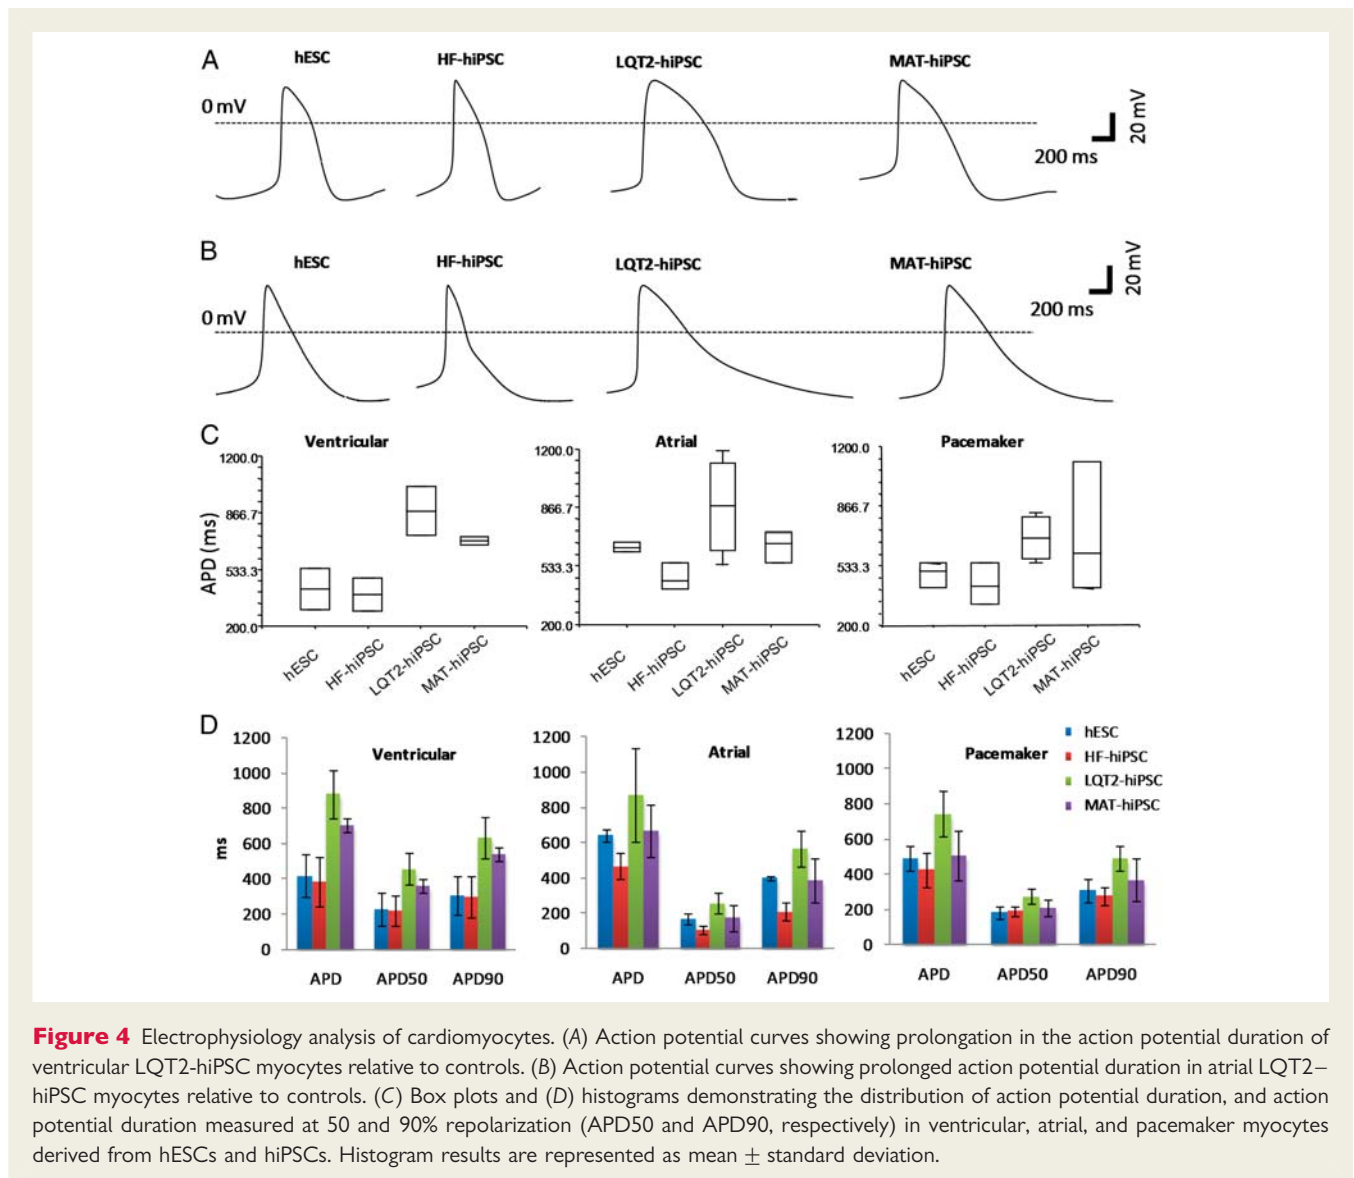 A
hESC
HF-hiPSC
LQT2-hiPSC
MAT-hiPSC
0 mV
20 mV
200 ms
B
hESC
HF-hiPSC
LQT2-hiPSC
MAT-hiPSC
0 mV
20 mV
200 ms
C
Ventricular
Atrial
Pacemaker
APD (ms)
1200.0
866.7
533.3
200.0
1200.0
866.7
533.3
200.0
1200.0
866.7
533.3
200.0
hESC
HF-hiPSC
LQT2-hiPSC
MAT-hiPSC
hESC
HF-hiPSC
LQT2-hiPSC
MAT-hiPSC
hESC
HF-hiPSC
LQT2-hiPSC
MAT-hiPSC
D
Ventricular
Atrial
Pacemaker
hESC
HF-hiPSC
LQT2-hiPSC
MAT-hiPSC
ms
1200
1000
800
600
400
200
0
1200
1000
800
600
400
200
0
1200
1000
800
600
400
200
0
APD APD50 APD90
APD APD50 APD90
APD APD50 APD90
Figure 4 Electrophysiology analysis of cardiomyocytes. (A) Action potential curves showing prolongation in the action potential duration of
ventricular LQT2-hiPSC myocytes relative to controls. (B) Action potential curves showing prolonged action potential duration in atrial LQT2–
hiPSC myocytes relative to controls. (C) Box plots and (D) histograms demonstrating the distribution of action potential duration, and action
potential duration measured at 50 and 90% repolarization (APD50 and APD90, respectively) in ventricular, atrial, and pacemaker myocytes
derived from hESCs and hiPSCs. Histogram results are represented as mean ± standard deviation.